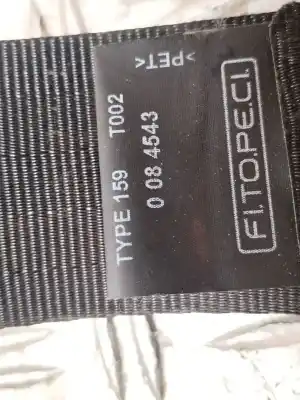 >PET<
TYPE 159 T002
0 08 4543
FI.TO.PE.CI.